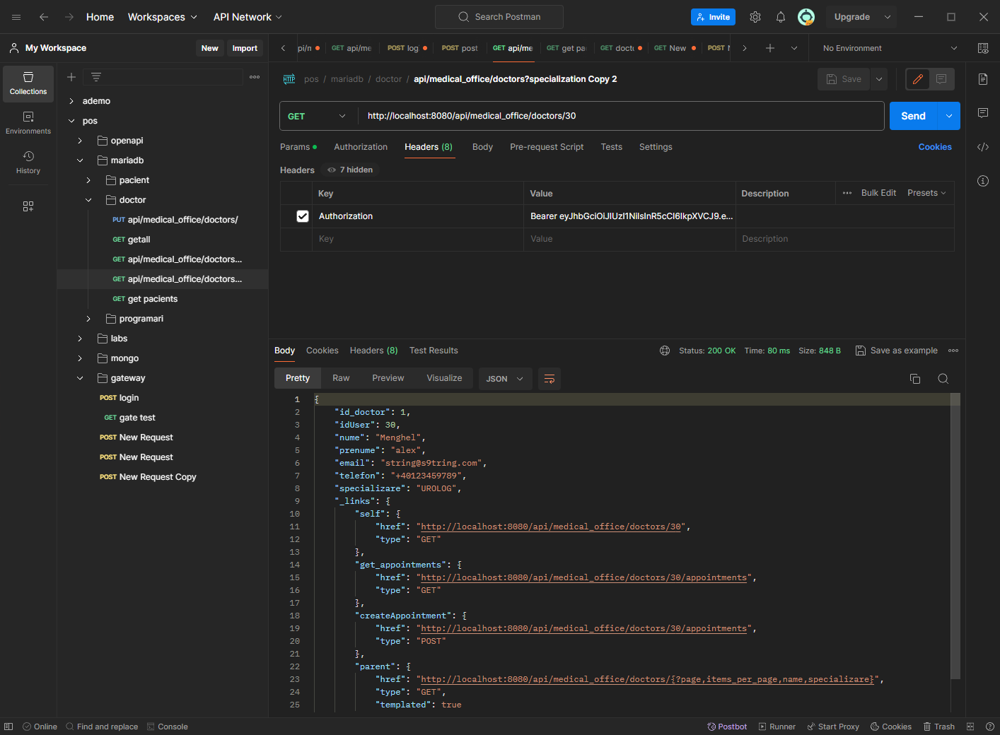 Home Workspaces API Network Search Postman Invite Upgrade
My Workspace New Import
GET api/me POST log POST post GET api/me GET get pa GET doct GET New POST No Environment
Collections
Environments
History
ademo
pos
openapi
mariadb
pacient
doctor
PUT api/medical_office/doctors/
GET getall
GET api/medical_office/doctors...
GET api/medical_office/doctors...
GET get pacients
programari
labs
mongo
gateway
POST login
GET gate test
POST New Request
POST New Request
POST New Request Copy
HTTP pos / mariadb / doctor / api/medical_office/doctors?specialization Copy 2 Save
GET http://localhost:8080/api/medical_office/doctors/30 Send
Params Authorization Headers (8) Body Pre-request Script Tests Settings Cookies
Headers 7 hidden
Key Value Description Bulk Edit Presets
Authorization Bearer eyJhbGciOiJIUzI1NiIsInR5cCI6IkpXVCJ9.e...
Key Value Description
Body Cookies Headers (8) Test Results Status: 200 OK Time: 80 ms Size: 848 B Save as example
Pretty Raw Preview Visualize JSON
1 {
2 "id_doctor": 1,
3 "idUser": 30,
4 "nume": "Menghel",
5 "prenume": "alex",
6 "email": "string@s9tring.com",
7 "telefon": "+40123459789",
8 "specializare": "UROLOG",
9 "_links": {
10 "self": {
11 "href": "http://localhost:8080/api/medical_office/doctors/30",
12 "type": "GET"
13 },
14 "get_appointments": {
15 "href": "http://localhost:8080/api/medical_office/doctors/30/appointments",
16 "type": "GET"
17 },
18 "createAppointment": {
19 "href": "http://localhost:8080/api/medical_office/doctors/30/appointments",
20 "type": "POST"
21 },
22 "parent": {
23 "href": "http://localhost:8080/api/medical_office/doctors/{?page,items_per_page,name,specializare}",
24 "type": "GET",
25 "templated": true
Online Find and replace Console Postbot Runner Start Proxy Cookies Trash